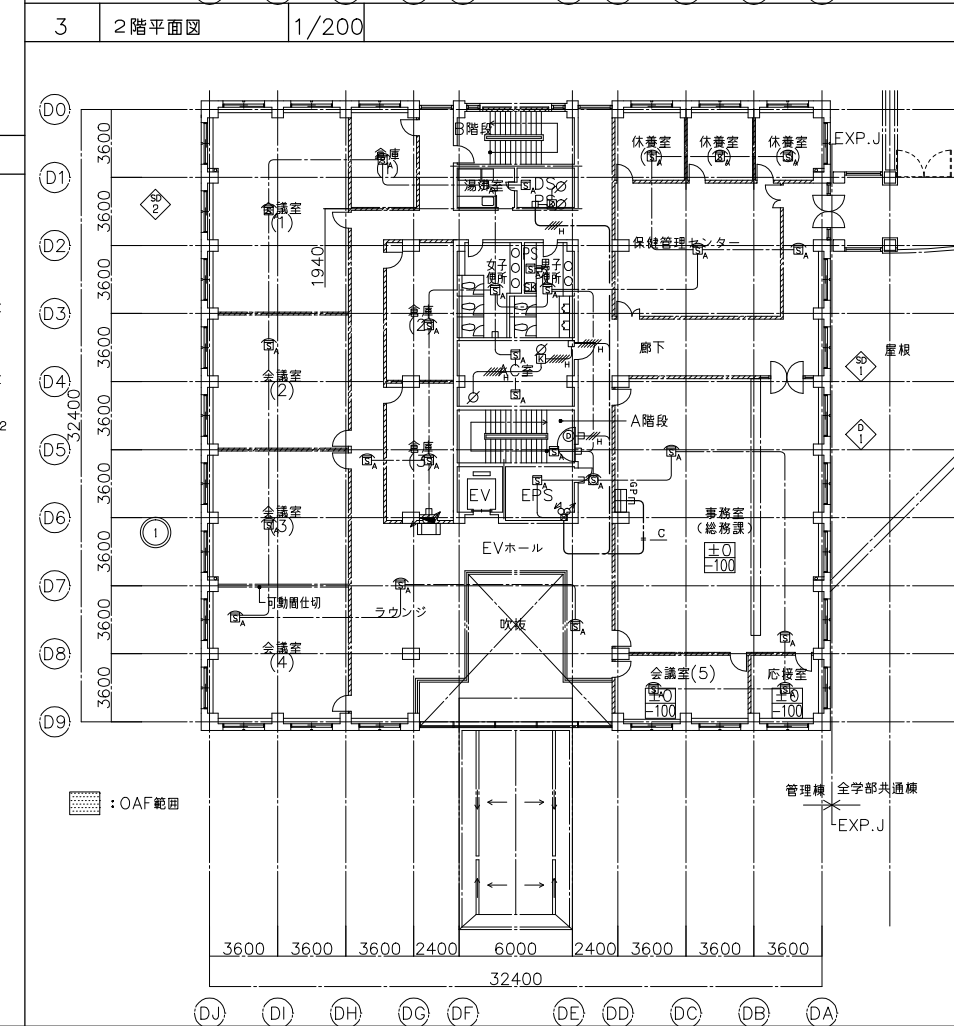 3 2階平面図 1/200
D0
D1
D2
D3
D4
D5
D6
D7
D8
D9
3600
3600
3600
3600
3600
3600
3600
3600
3600
32400
1940
SD
2
1
B階段
倉庫
(1)
湯沸室
DS
PS
休養室
休養室
休養室
EXP.J
会議室
(1)
保健管理センター
女子
便所
PS
男子
便所
SK
倉庫
(2)
廊下
屋根
SD
1
会議室
(2)
AC室
K
H
H
H
H
A階段
D
1
倉庫
(3)
D
EV
EPS
GP
C
会議室
(3)
事務室
(総務課)
±0
-100
EVホール
可動間仕切
ラウンジ
吹抜
会議室
(4)
会議室(5)
±0
-100
応接室
±0
-100
:OAF範囲
管理棟 全学部共通棟
EXP.J
3600 3600 3600 2400 6000 2400 3600 3600 3600
32400
DJ DI DH DG DF DE DD DC DB DA